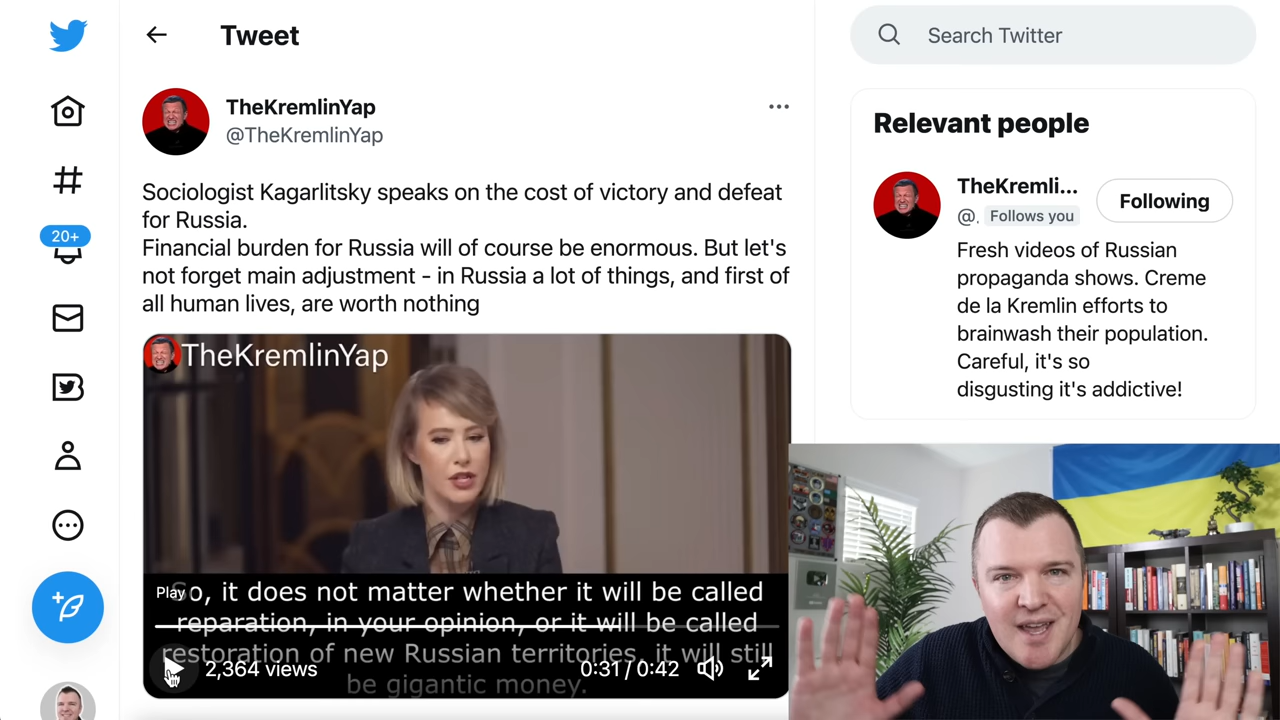 Tweet
TheKremlinYap
@TheKremlinYap
Sociologist Kagarlitsky speaks on the cost of victory and defeat
for Russia.
Financial burden for Russia will of course be enormous. But let's
not forget main adjustment - in Russia a lot of things, and first of
all human lives, are worth nothing
20+
TheKremlinYap
Play
So, it does not matter whether it will be called
reparation, in your opinion, or it will be called
restoration of new Russian territories, it will still
be gigantic money.
2,364 views
0:31 / 0:42
Search Twitter
Relevant people
TheKremli...
@. Follows you
Following
Fresh videos of Russian
propaganda shows. Creme
de la Kremlin efforts to
brainwash their population.
Careful, it's so
disgusting it's addictive!